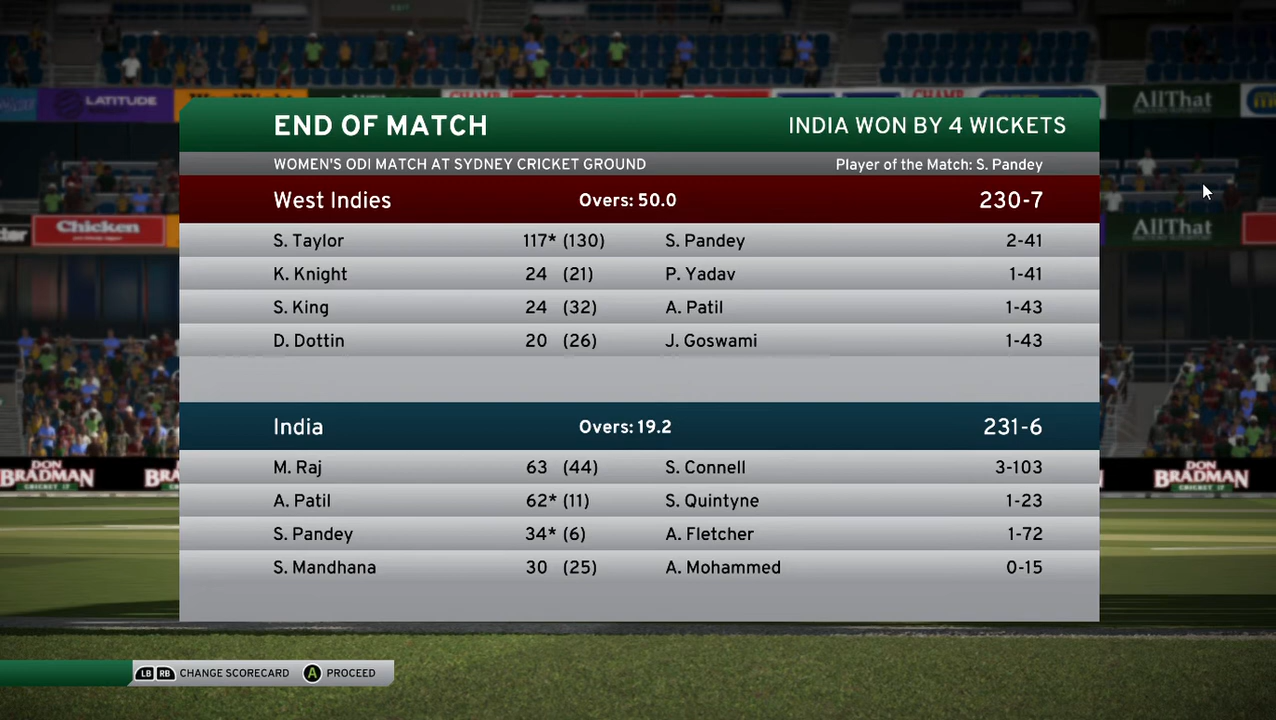 LATITUDE
CHAMP
CHAMP
AllThat
END OF MATCH INDIA WON BY 4 WICKETS
WOMEN'S ODI MATCH AT SYDNEY CRICKET GROUND Player of the Match: S. Pandey
West Indies Overs: 50.0 230-7
Chicken
AllThat
S. Taylor 117* (130) S. Pandey 2-41
K. Knight 24 (21) P. Yadav 1-41
S. King 24 (32) A. Patil 1-43
D. Dottin 20 (26) J. Goswami 1-43
India Overs: 19.2 231-6
M. Raj 63 (44) S. Connell 3-103
DON BRADMAN
DON BRADMAN
CRICKET 17
A. Patil 62* (11) S. Quintyne 1-23
S. Pandey 34* (6) A. Fletcher 1-72
S. Mandhana 30 (25) A. Mohammed 0-15
LB RB CHANGE SCORECARD A PROCEED